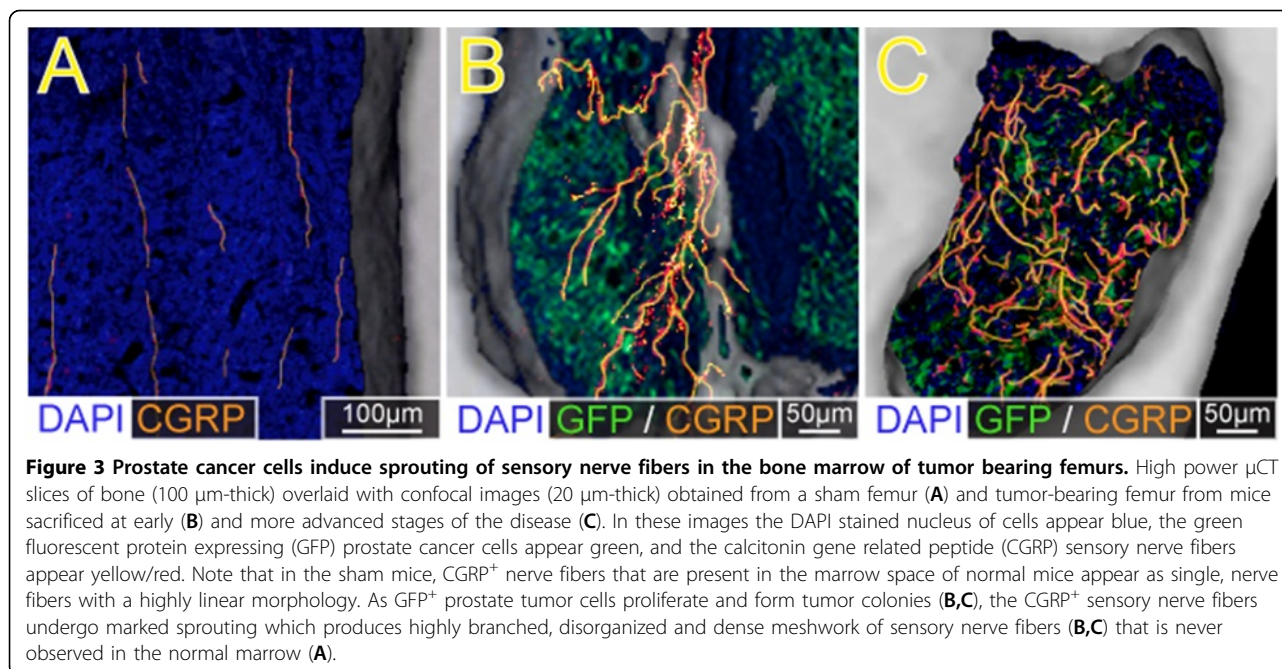 A B C
DAPI CGRP 100µm DAPI GFP / CGRP 50µm DAPI GFP / CGRP 50µm
Figure 3 Prostate cancer cells induce sprouting of sensory nerve fibers in the bone marrow of tumor bearing femurs. High power µCT
slices of bone (100 µm-thick) overlaid with confocal images (20 µm-thick) obtained from a sham femur (A) and tumor-bearing femur from mice
sacrificed at early (B) and more advanced stages of the disease (C). In these images the DAPI stained nucleus of cells appear blue, the green
fluorescent protein expressing (GFP) prostate cancer cells appear green, and the calcitonin gene related peptide (CGRP) sensory nerve fibers
appear yellow/red. Note that in the sham mice, CGRP⁺ nerve fibers that are present in the marrow space of normal mice appear as single, nerve
fibers with a highly linear morphology. As GFP⁺ prostate tumor cells proliferate and form tumor colonies (B,C), the CGRP⁺ sensory nerve fibers
undergo marked sprouting which produces highly branched, disorganized and dense meshwork of sensory nerve fibers (B,C) that is never
observed in the normal marrow (A).